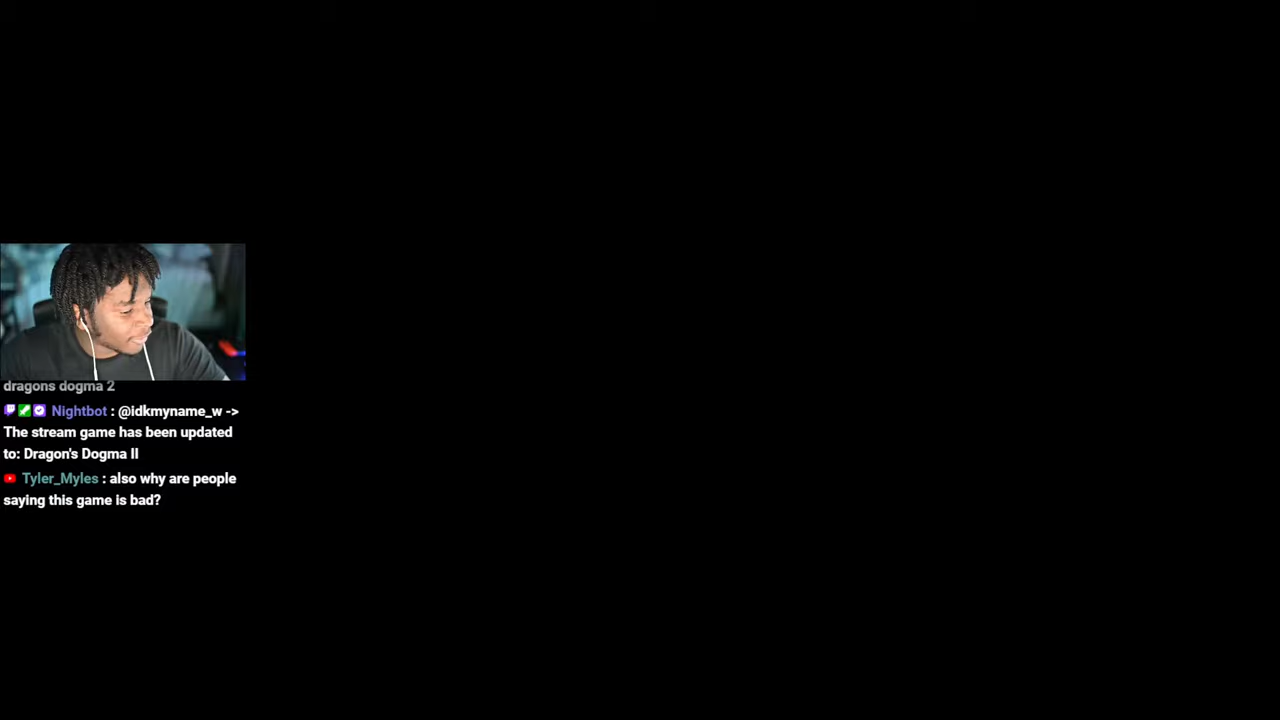 dragons dogma 2
Nightbot : @idkmyname_w ->
The stream game has been updated
to: Dragon's Dogma II
Tyler_Myles : also why are people
saying this game is bad?